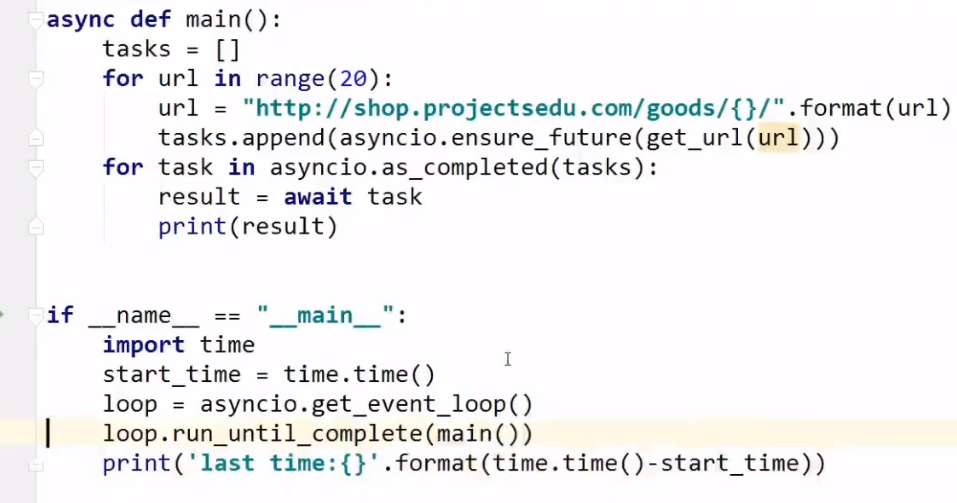 async def main():
    tasks = []
    for url in range(20):
        url = "http://shop.projectsedu.com/goods/{}/".format(url)
        tasks.append(asyncio.ensure_future(get_url(url)))
    for task in asyncio.as_completed(tasks):
        result = await task
        print(result)
if __name__ == "__main__":
    import time
    start_time = time.time()
    loop = asyncio.get_event_loop()
    loop.run_until_complete(main())
    print('last time:{}'.format(time.time()-start_time))